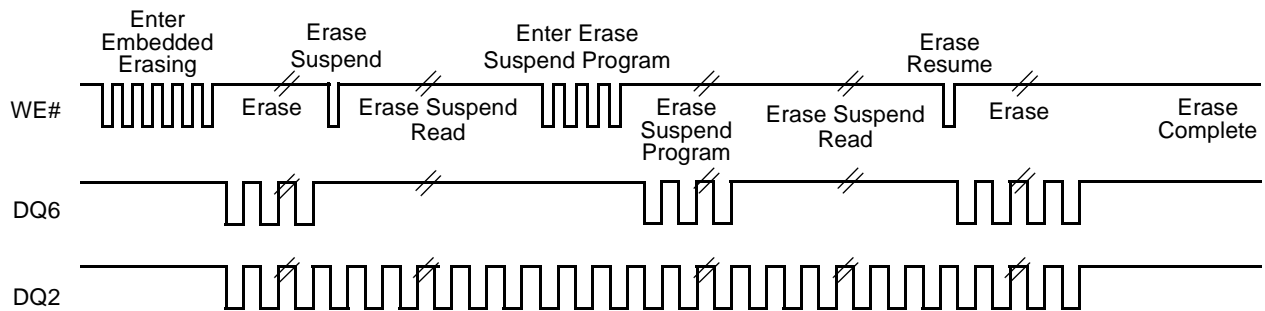 Enter
Embedded
Erasing
Erase
Suspend
Enter Erase
Suspend Program
Erase
Resume
WE#
Erase
Erase Suspend
Read
Erase
Suspend
Program
Erase Suspend
Read
Erase
Erase
Complete
DQ6
DQ2